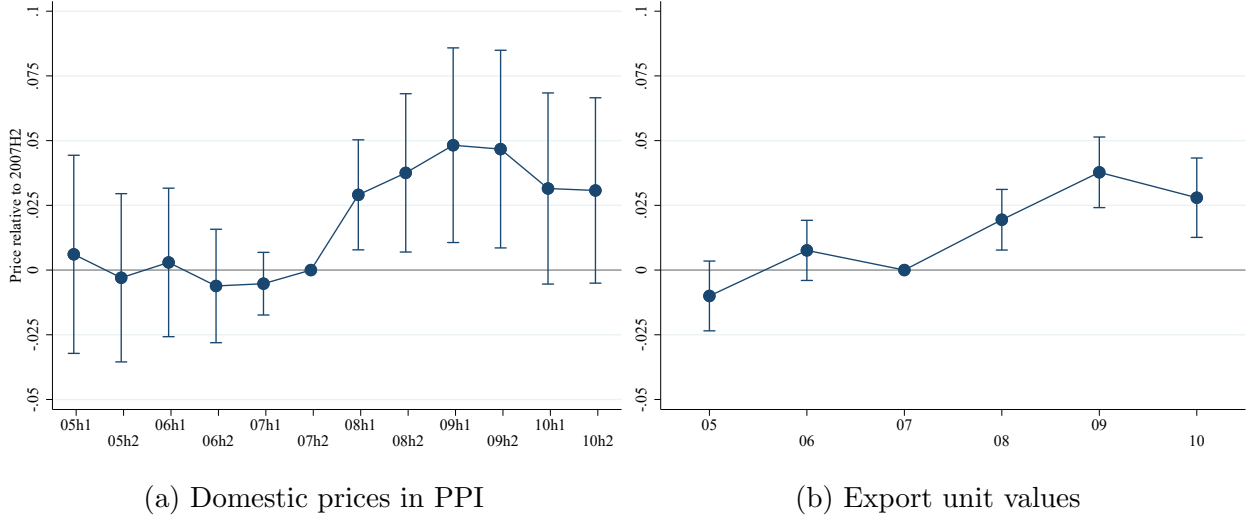 Price relative to 2007H2
.1
.075
.05
.025
0
-.025
-.05
05h1
05h2
06h1
06h2
07h1
07h2
08h1
08h2
09h1
09h2
10h1
10h2
(a) Domestic prices in PPI
.1
.075
.05
.025
0
-.025
-.05
05
06
07
08
09
10
(b) Export unit values